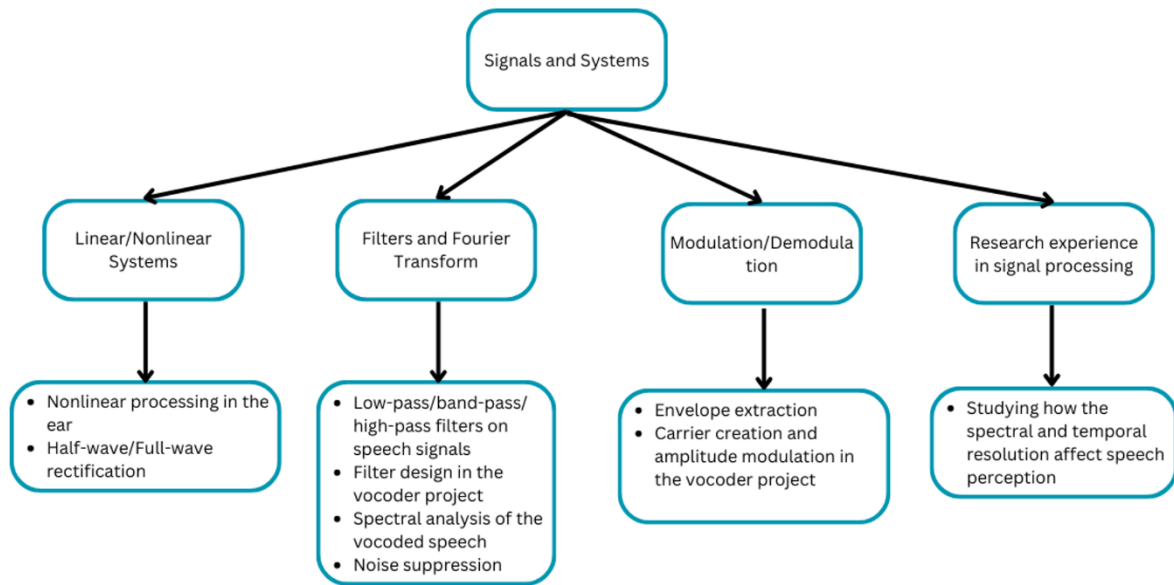 Signals and Systems
Linear/Nonlinear
Systems
Filters and Fourier
Transform
Modulation/Demodula
tion
Research experience
in signal processing
• Nonlinear processing in the
ear
• Half-wave/Full-wave
rectification
• Low-pass/band-pass/
high-pass filters on
speech signals
• Filter design in the
vocoder project
• Spectral analysis of the
vocoded speech
• Noise suppression
• Envelope extraction
• Carrier creation and
amplitude modulation in
the vocoder project
• Studying how the
spectral and temporal
resolution affect speech
perception